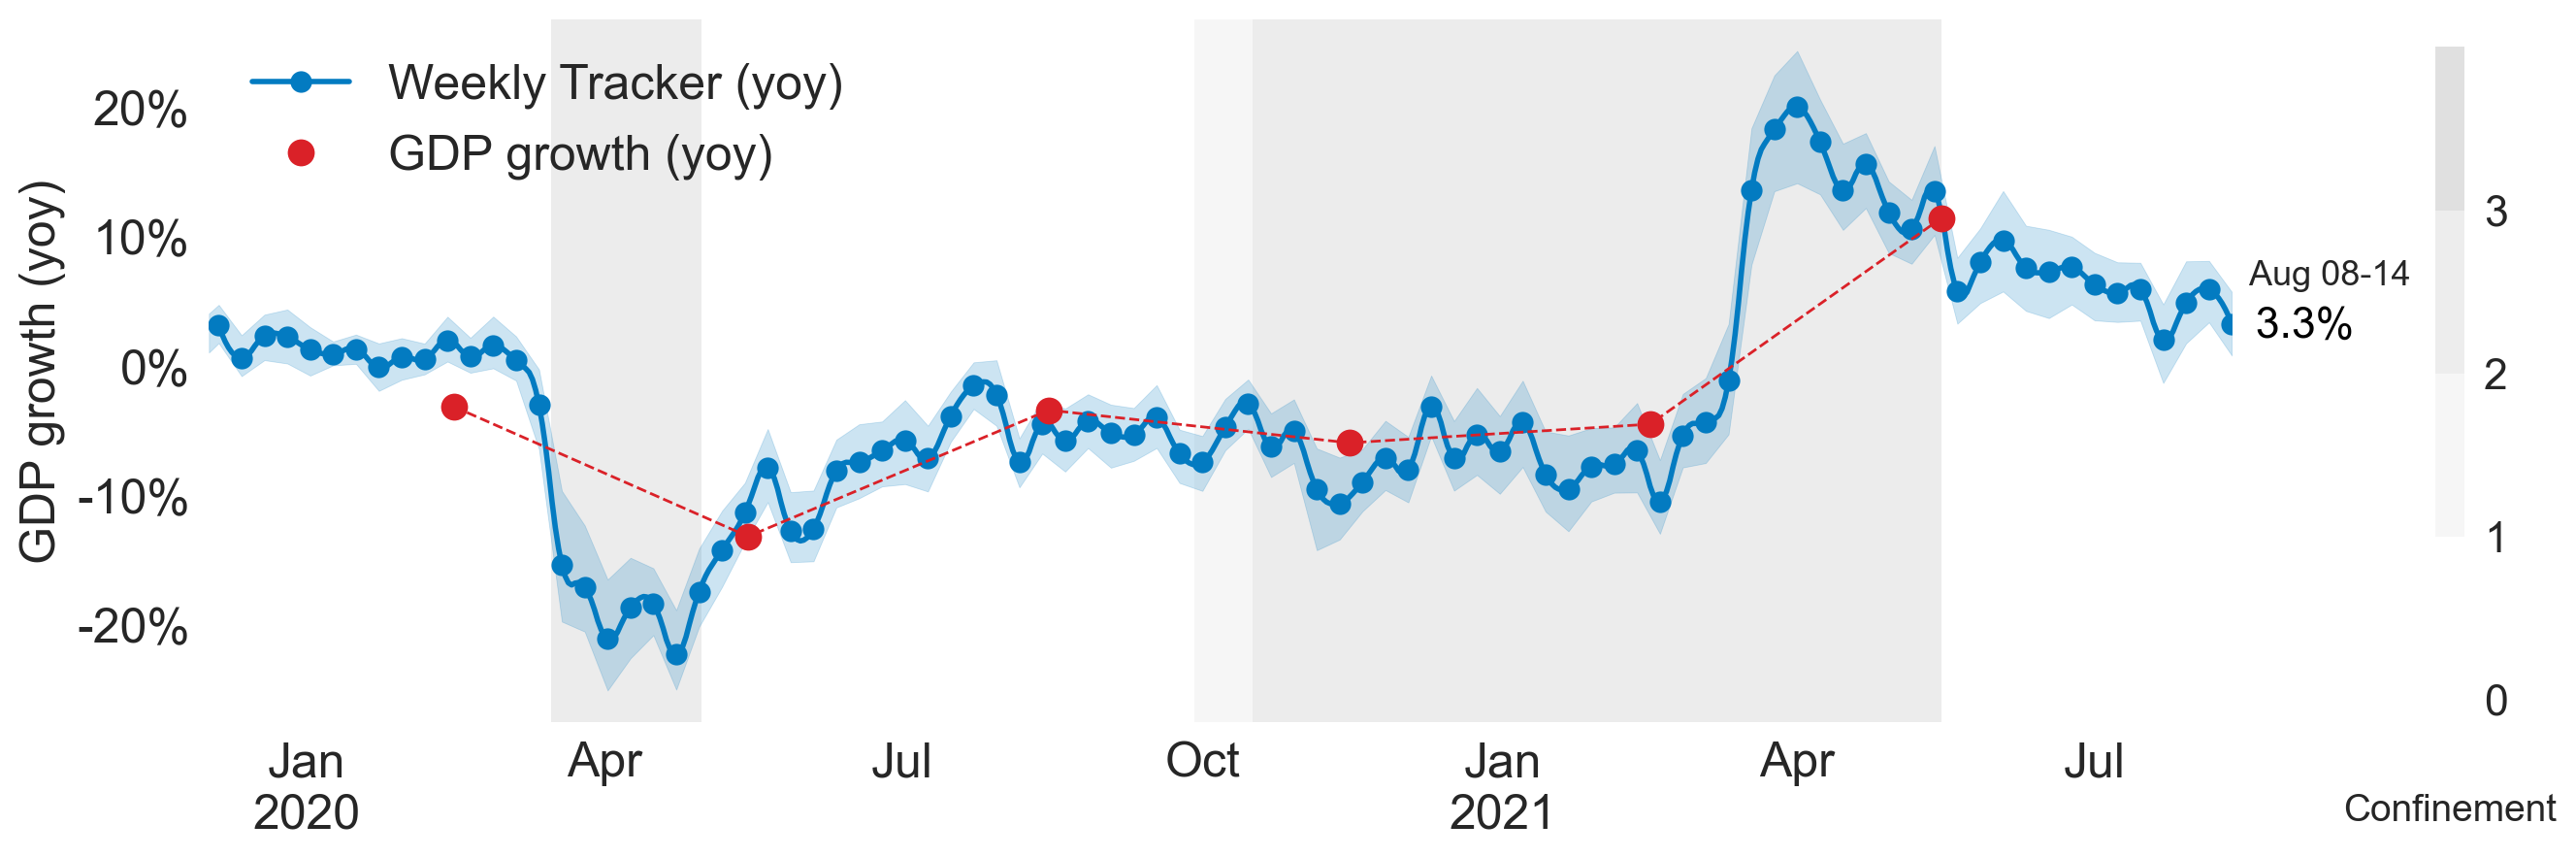 Weekly Tracker (yoy)
GDP growth (yoy)
GDP growth (yoy)
20%
10%
0%
-10%
-20%
Jan
2020
Apr
Jul
Oct
Jan
2021
Apr
Jul
Aug 08-14
3.3%
3
2
1
0
Confinement